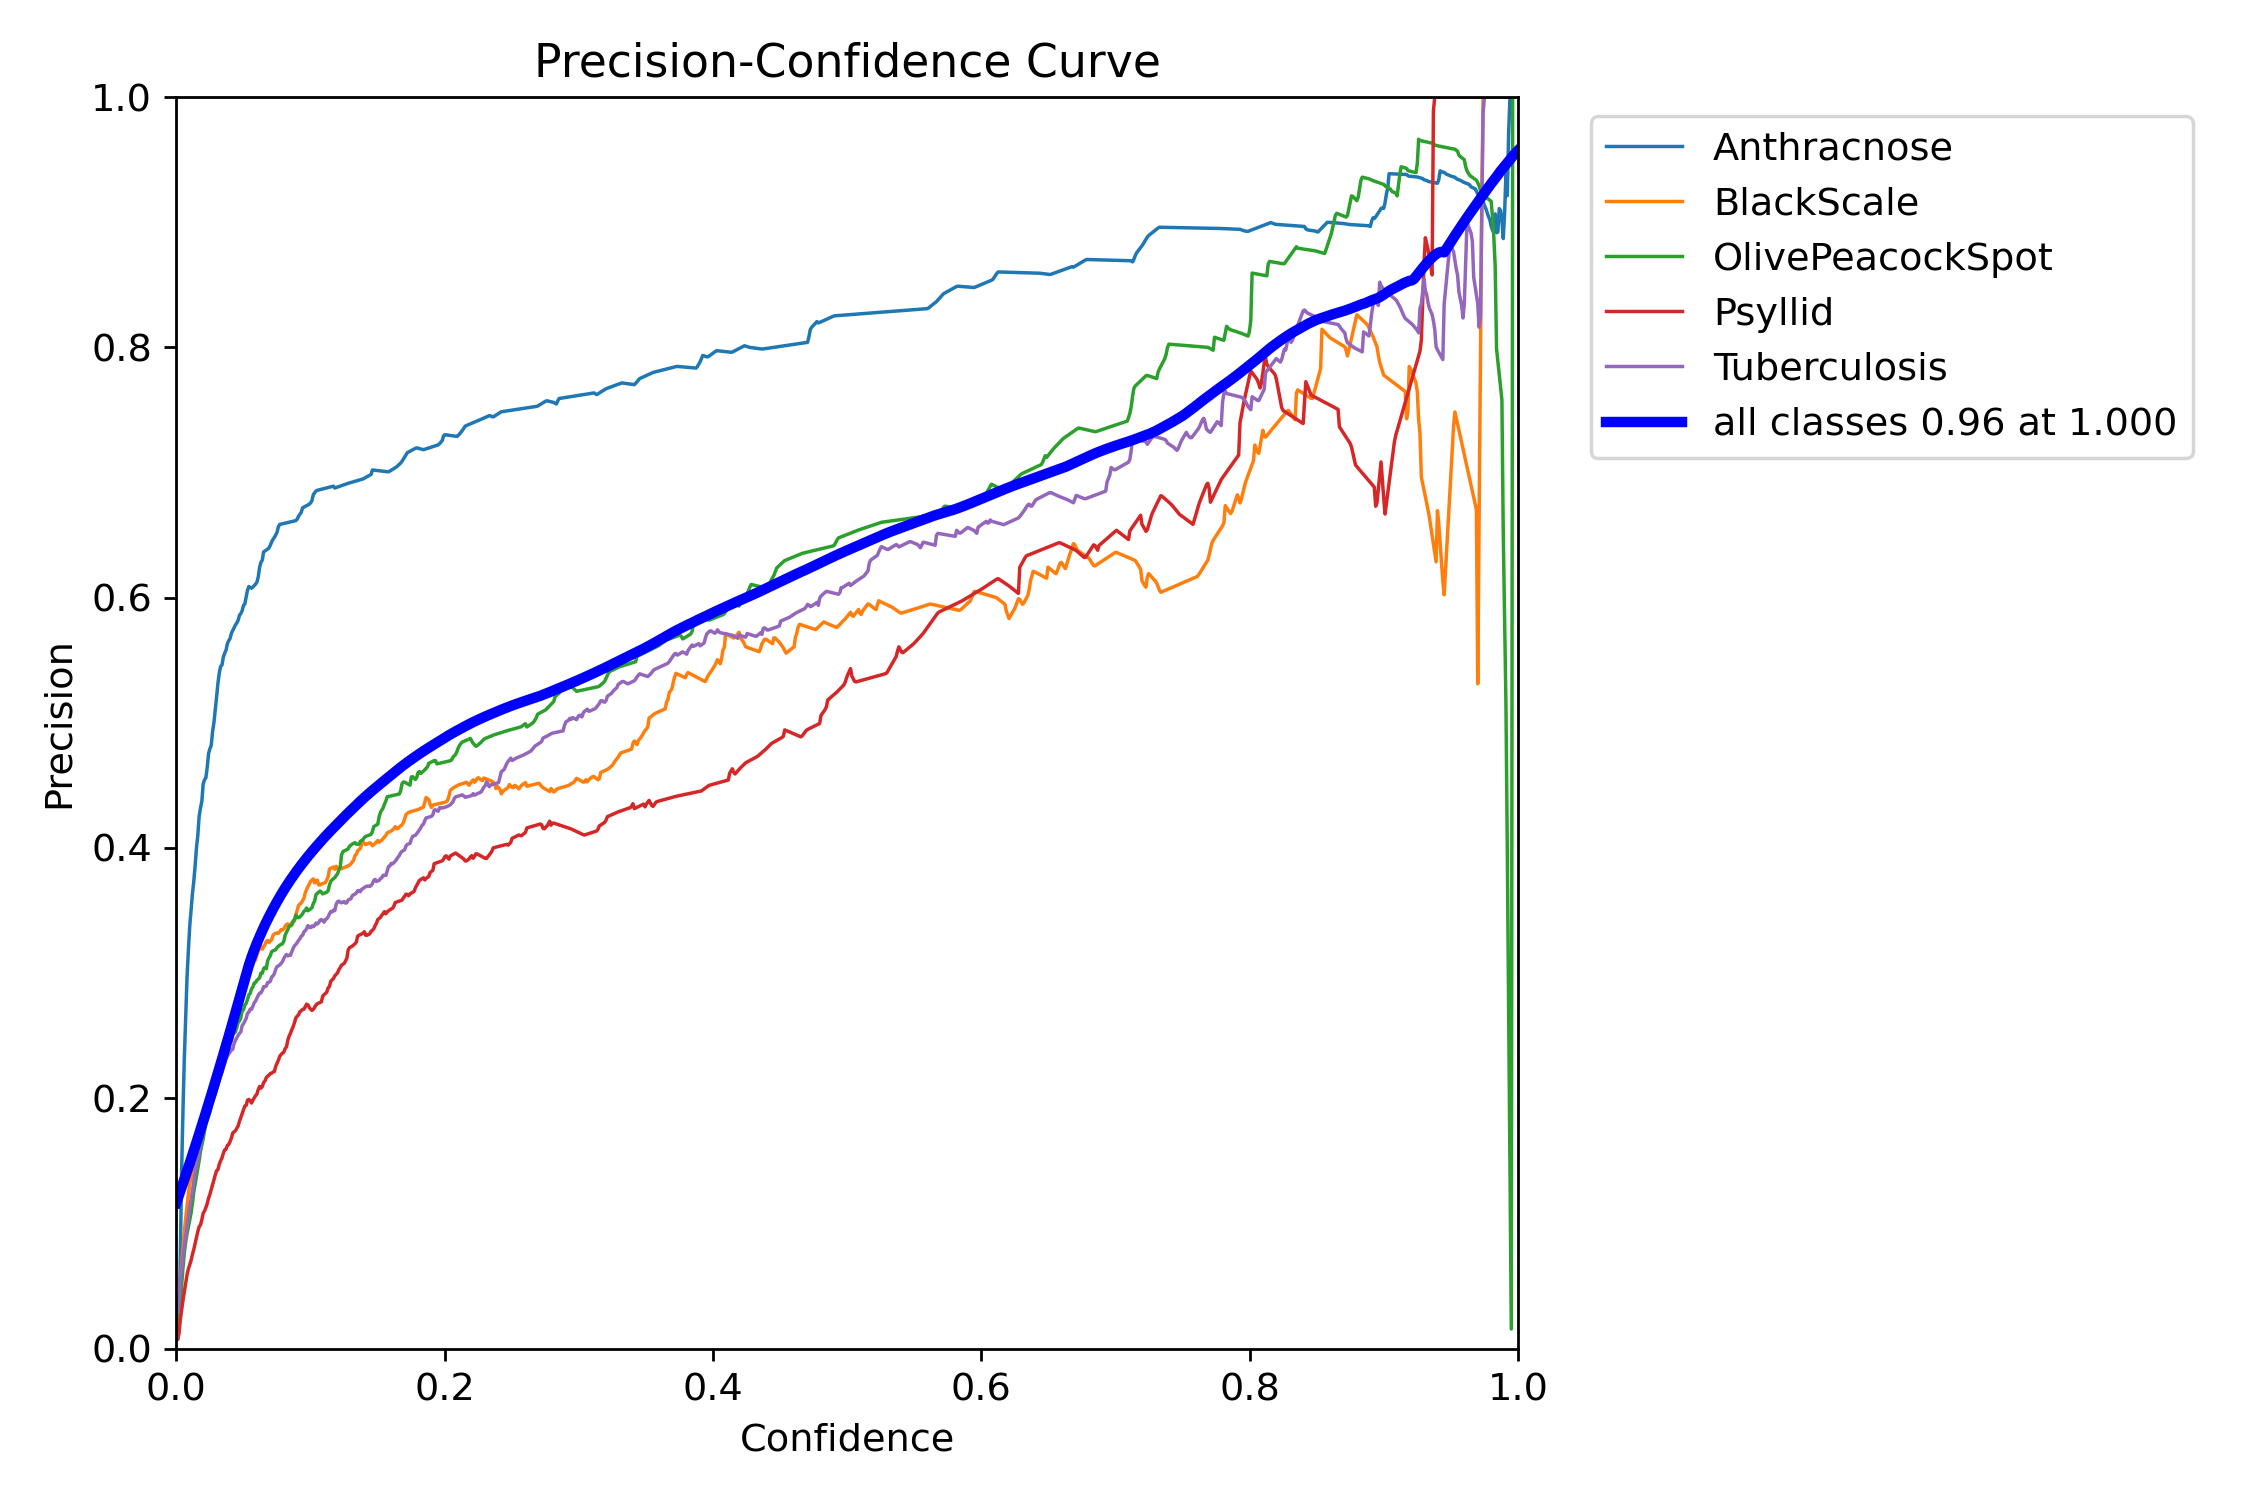 Precision-Confidence Curve
1.0
0.8
0.6
0.4
0.2
0.0
Precision
0.0 0.2 0.4 0.6 0.8 1.0
Confidence
Anthracnose
BlackScale
OlivePeacockSpot
Psyllid
Tuberculosis
all classes 0.96 at 1.000